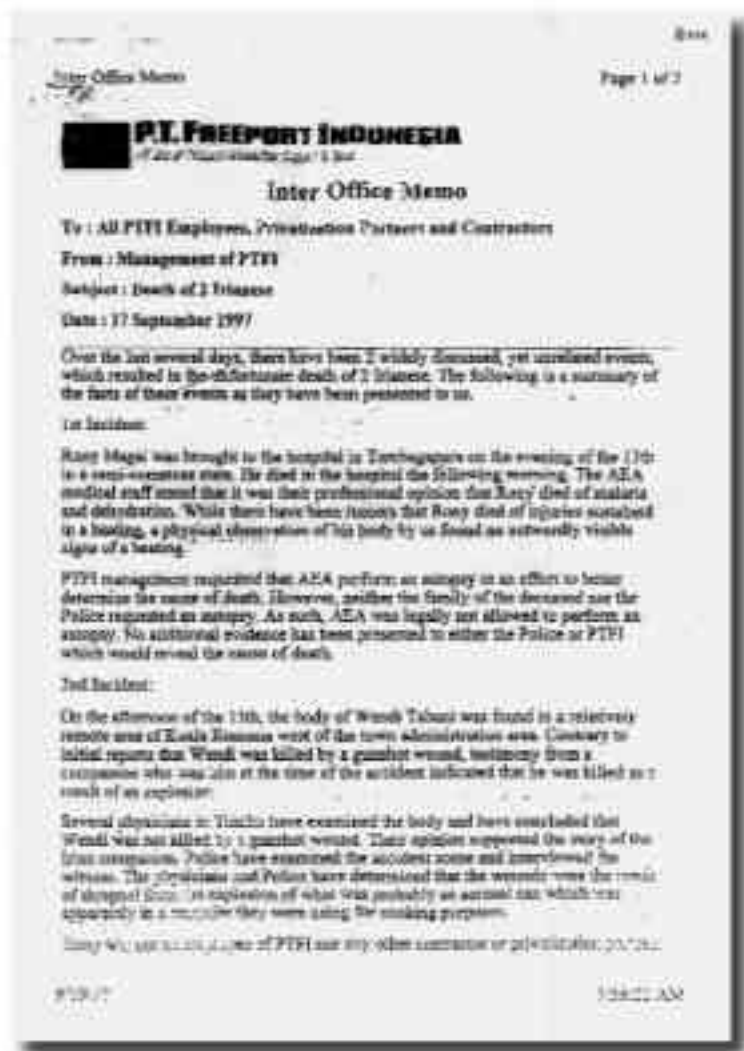 Inter Office Memo Page 1 of 2
P.T. FREEPORT INDONESIA
Inter Office Memo
To : All PTFI Employees, Privatisation Partners and Contractors
From : Management of PTFI
Subject : Death of 2 Irianese
Date : 17 September 1997
Over the last several days, there have been 2 widely discussed, yet unrelated events,
which resulted in the unfortunate death of 2 Irianese. The following is a summary of
the facts of these events as they have been presented to us.
1st Incident:
Rony Magai was brought to the hospital in Tembagapura on the evening of the 13th
in a semi-comatose state. He died in the hospital the following morning. The AEA
medical staff stated that it was their professional opinion that Rony died of malaria
and dehydration. While there have been rumors that Rony died of injuries sustained
in a beating, a physical observation of his body by us found no outwardly visible
signs of a beating.
PTFI management requested that AEA perform an autopsy in an effort to better
determine the cause of death. However, neither the family of the deceased nor the
Police requested an autopsy. As such, AEA was legally not allowed to perform an
autopsy. No additional evidence has been presented to either the Police or PTFI
which would reveal the cause of death.
2nd Incident:
On the afternoon of the 13th, the body of Wendi Tabuni was found in a relatively
remote area of Kuala Kencana west of the town administration area. Contrary to
initial reports that Wendi was killed by a gunshot wound, testimony from a
companion who was at the time of the accident indicated that he was killed as a
result of an explosion.
Several physicians in Timika have examined the body and have concluded that
Wendi was not killed by a gunshot wound. Their opinion supported the story of the
companion. Police have examined the accident scene and interviewed the
witness. The physicians and Police have determined that the wounds were the result
of shrapnel from the explosion of what was probably an aerosol can which was
apparently in a they were using for cooking purposes.
of PTFI nor any other contractor or privatisation
AM